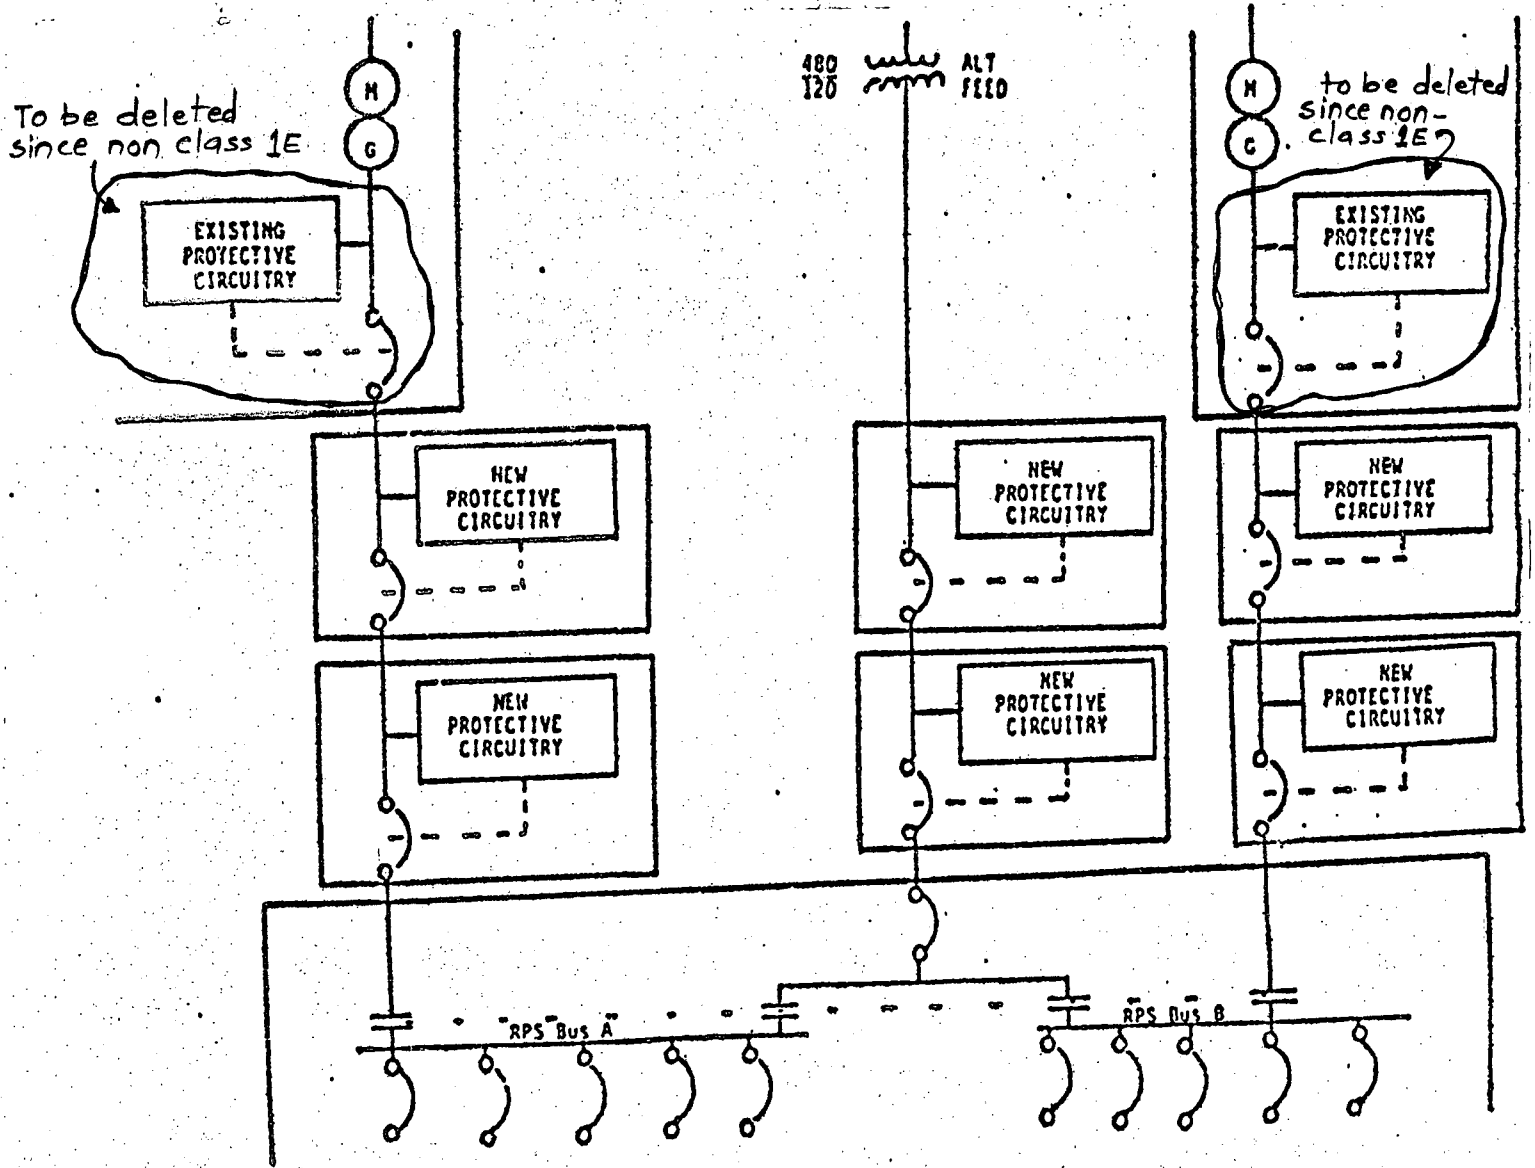 To be deleted
since non class 1E
M
G
EXISTING
PROTECTIVE
CIRCUITRY
480
120
ALT
FEED
to be deleted
since non-
class 1E
M
G
EXISTING
PROTECTIVE
CIRCUITRY
NEW
PROTECTIVE
CIRCUITRY
NEW
PROTECTIVE
CIRCUITRY
NEW
PROTECTIVE
CIRCUITRY
NEW
PROTECTIVE
CIRCUITRY
NEW
PROTECTIVE
CIRCUITRY
NEW
PROTECTIVE
CIRCUITRY
RPS Bus A
RPS Bus B